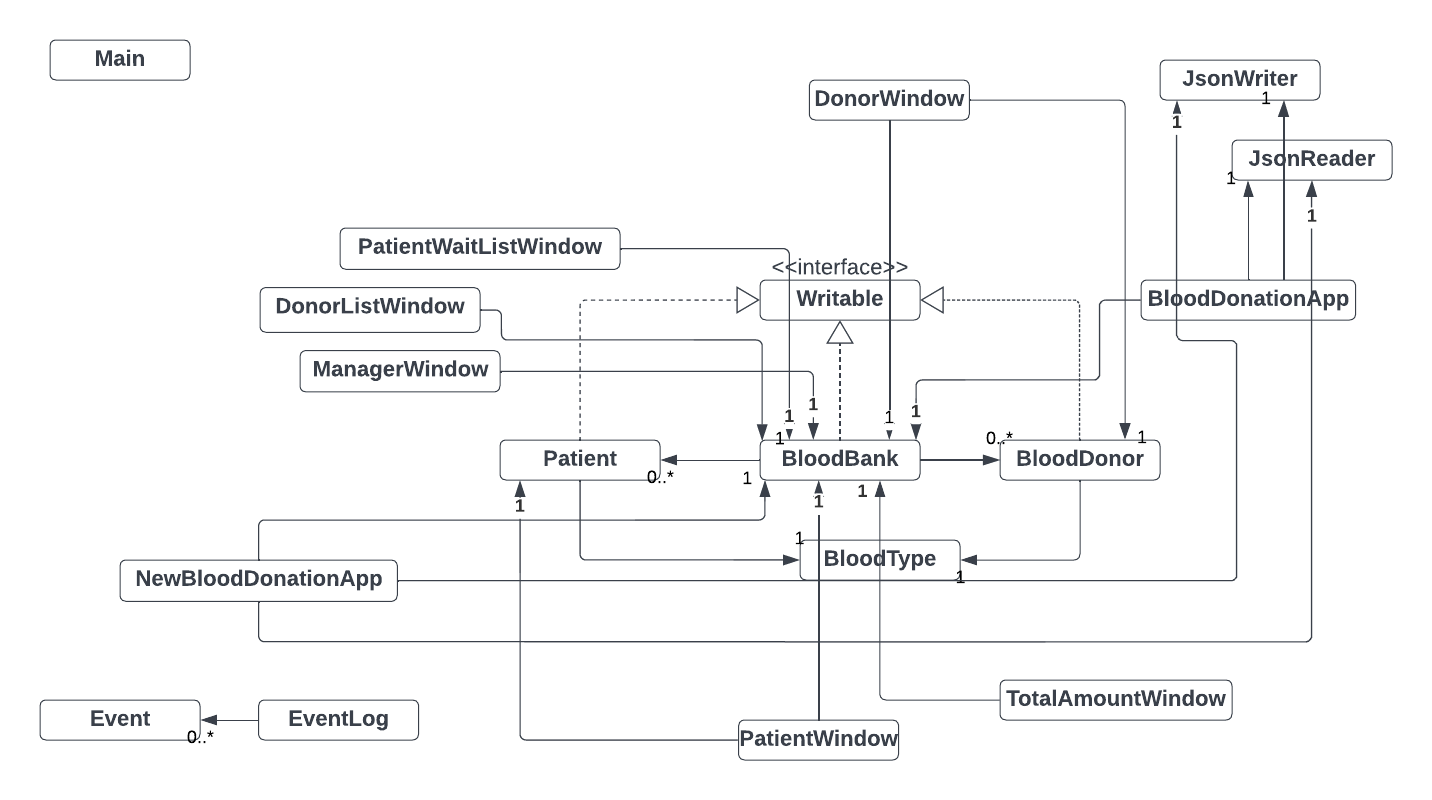 Main
JsonWriter
DonorWindow
1
1
JsonReader
1
1
PatientWaitListWindow
<<interface>>
Writable
BloodDonationApp
DonorListWindow
ManagerWindow
1
1
1
1
1
0..*
1
Patient
BloodBank
BloodDonor
0..*
1
1
1
1
1
BloodType
1
NewBloodDonationApp
TotalAmountWindow
Event
EventLog
0..*
PatientWindow